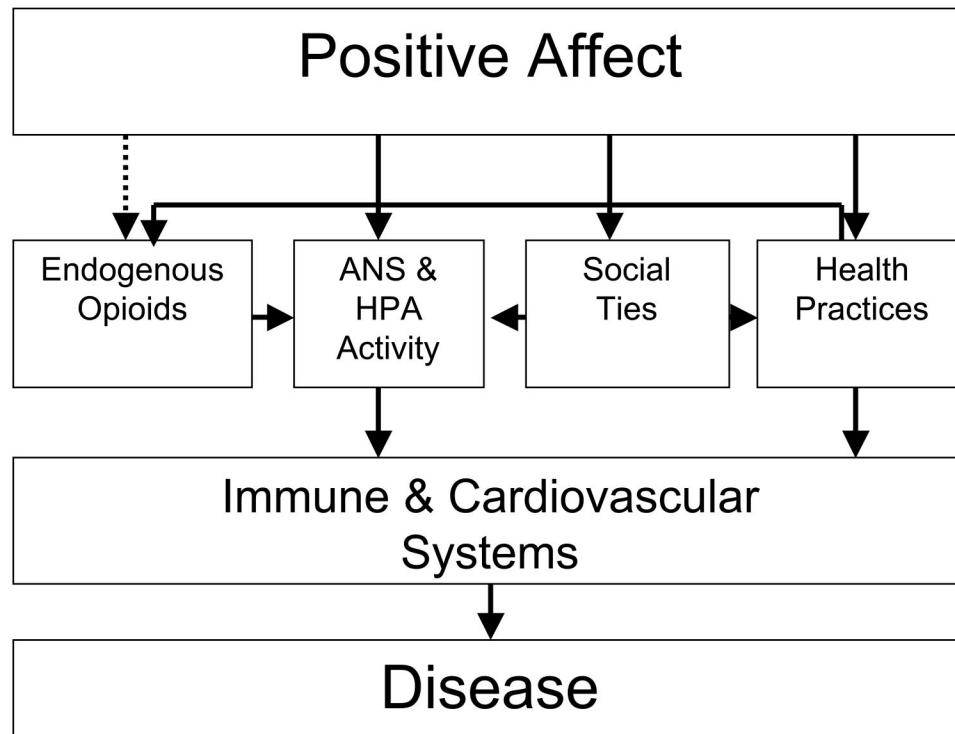 Positive Affect
Endogenous
Opioids
ANS &
HPA
Activity
Social
Ties
Health
Practices
Immune & Cardiovascular
Systems
Disease